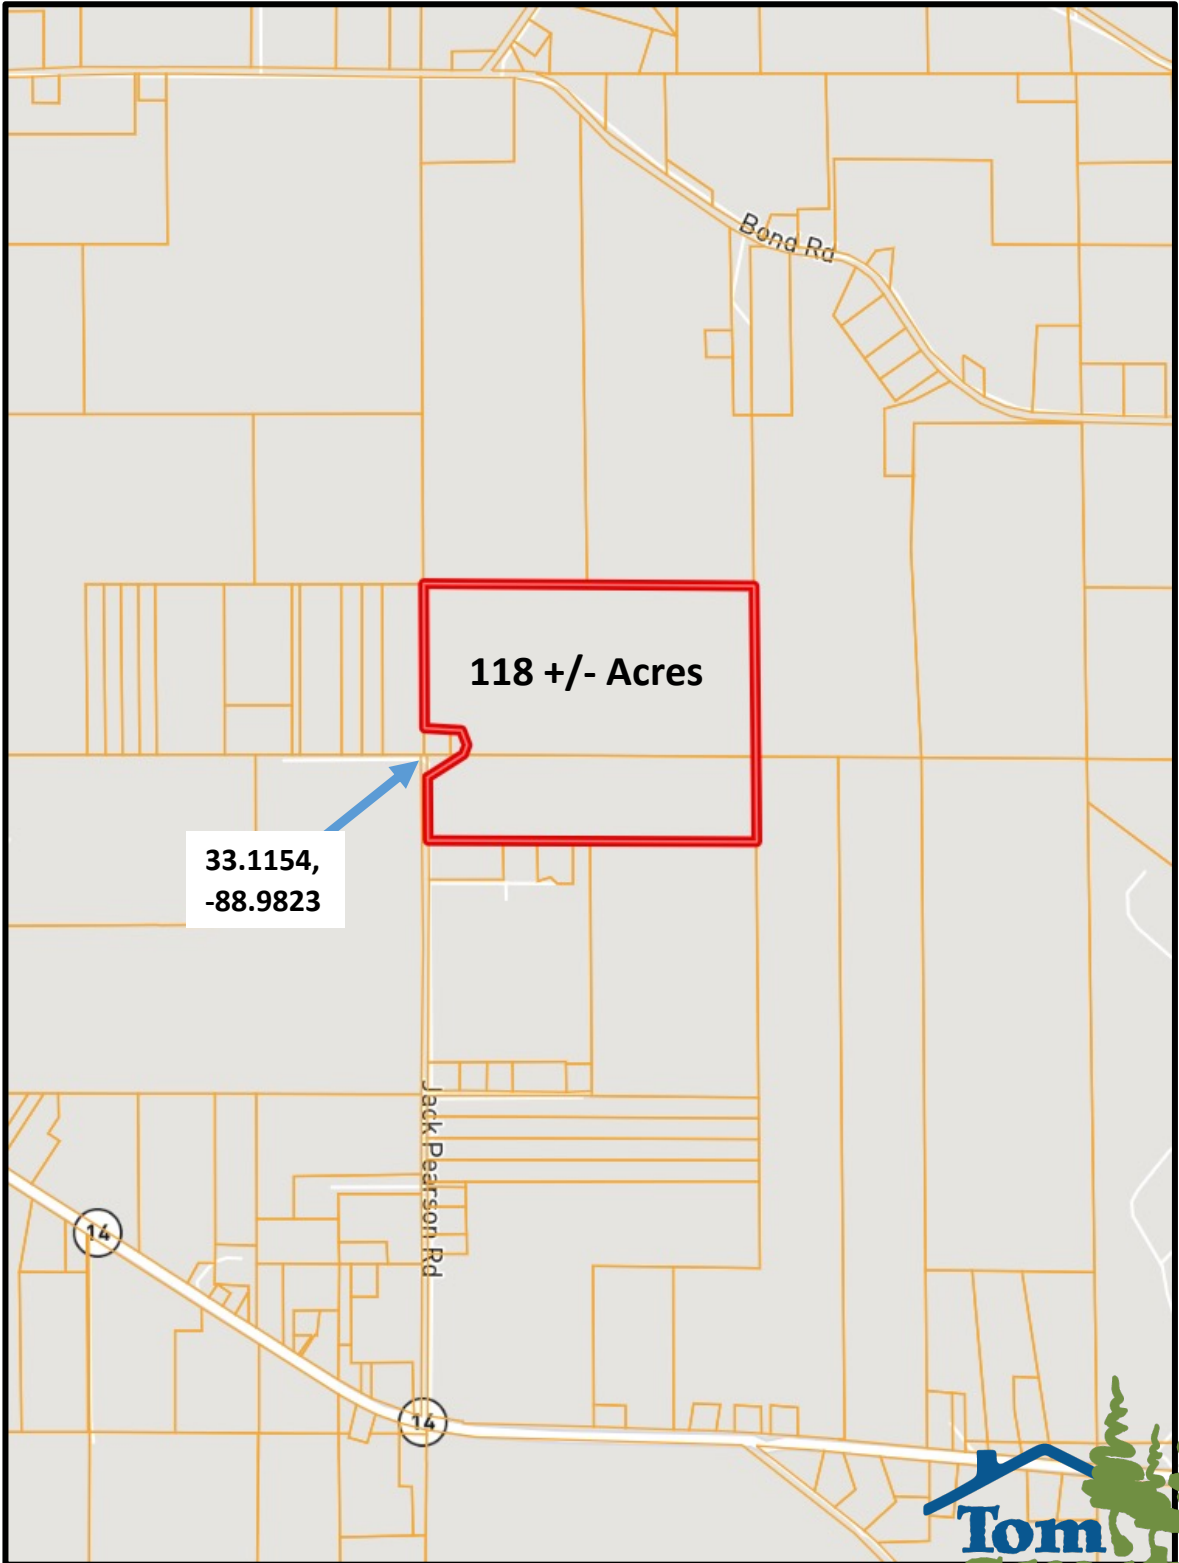 Bond Rd
118 +/- Acres
33.1154,
-88.9823
Jack Pearson Rd
14
14
Tom